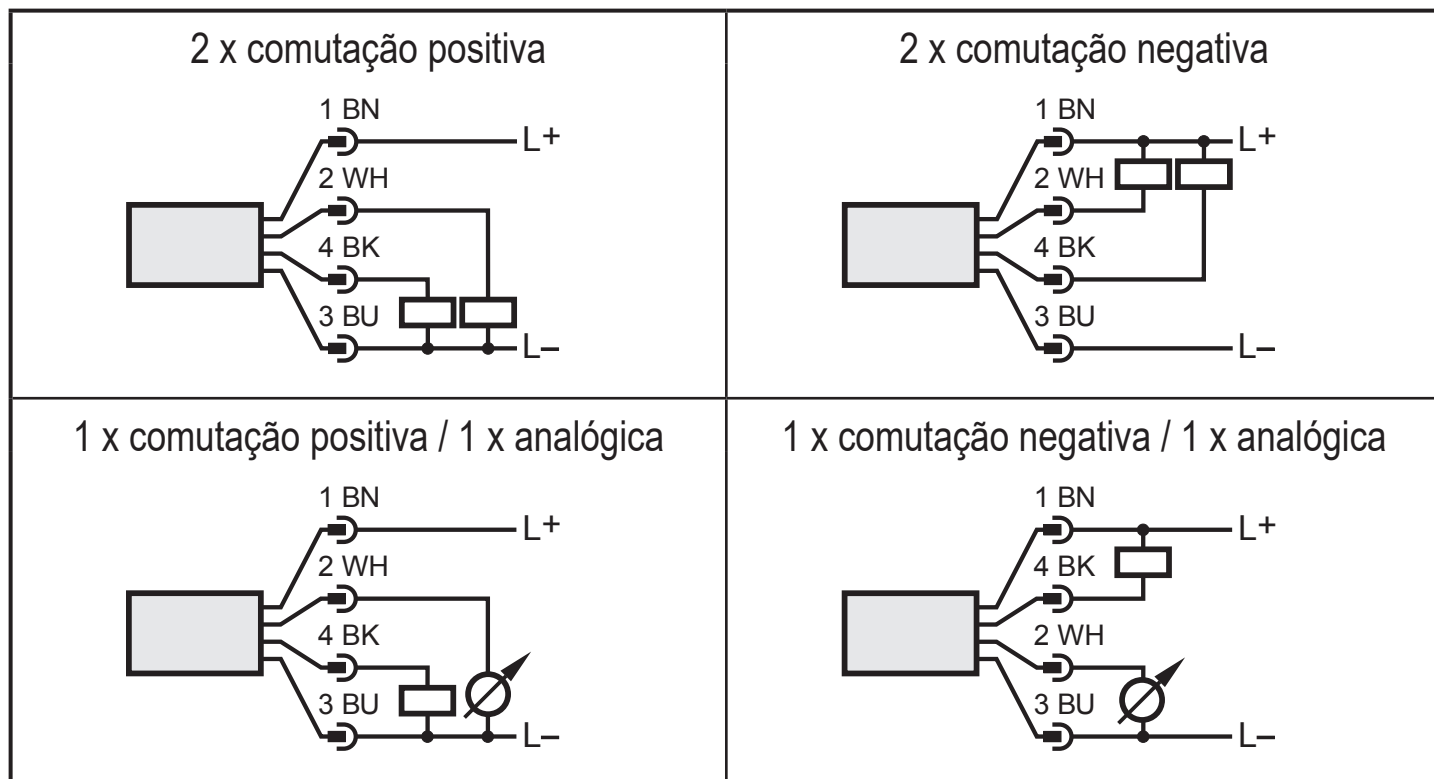 2 x comutação positiva
1 BN
L+
2 WH
4 BK
3 BU
L–
2 x comutação negativa
1 BN
L+
2 WH
4 BK
3 BU
L–
1 x comutação positiva / 1 x analógica
1 BN
L+
2 WH
4 BK
3 BU
L–
1 x comutação negativa / 1 x analógica
1 BN
L+
4 BK
2 WH
3 BU
L–